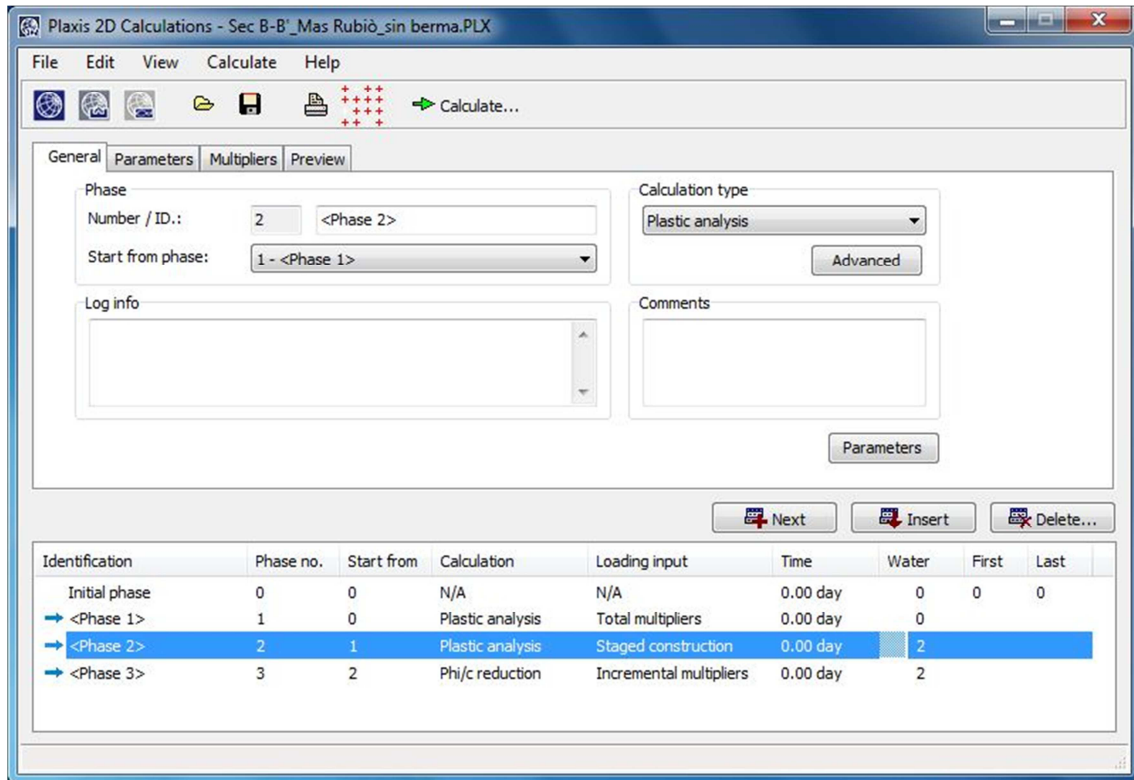 Plaxis 2D Calculations - Sec B-B'_Mas Rubiò_sin berma.PLX
File Edit View Calculate Help
Calculate...
General Parameters Multipliers Preview
Phase
Number / ID.: 2 <Phase 2>
Start from phase: 1 - <Phase 1>
Calculation type
Plastic analysis
Advanced
Log info
Comments
Parameters
Next Insert Delete...
Identification Phase no. Start from Calculation Loading input Time Water First Last
Initial phase 0 0 N/A N/A 0.00 day 0 0 0
<Phase 1> 1 0 Plastic analysis Total multipliers 0.00 day 0
<Phase 2> 2 1 Plastic analysis Staged construction 0.00 day 2
<Phase 3> 3 2 Phi/c reduction Incremental multipliers 0.00 day 2